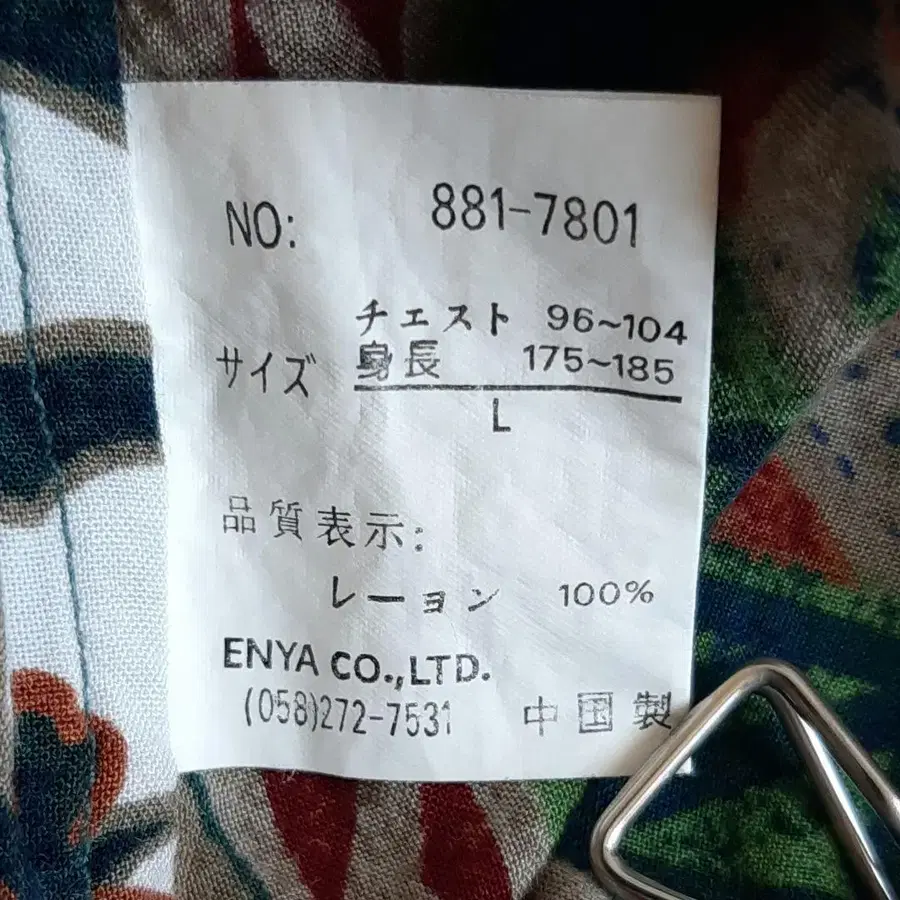 NO: 881-7801
チェスト 96~104
サイズ 身長 175~185
L
品質表示:
レーヨン 100%
ENYA CO.,LTD.
(058)272-7531 中国製